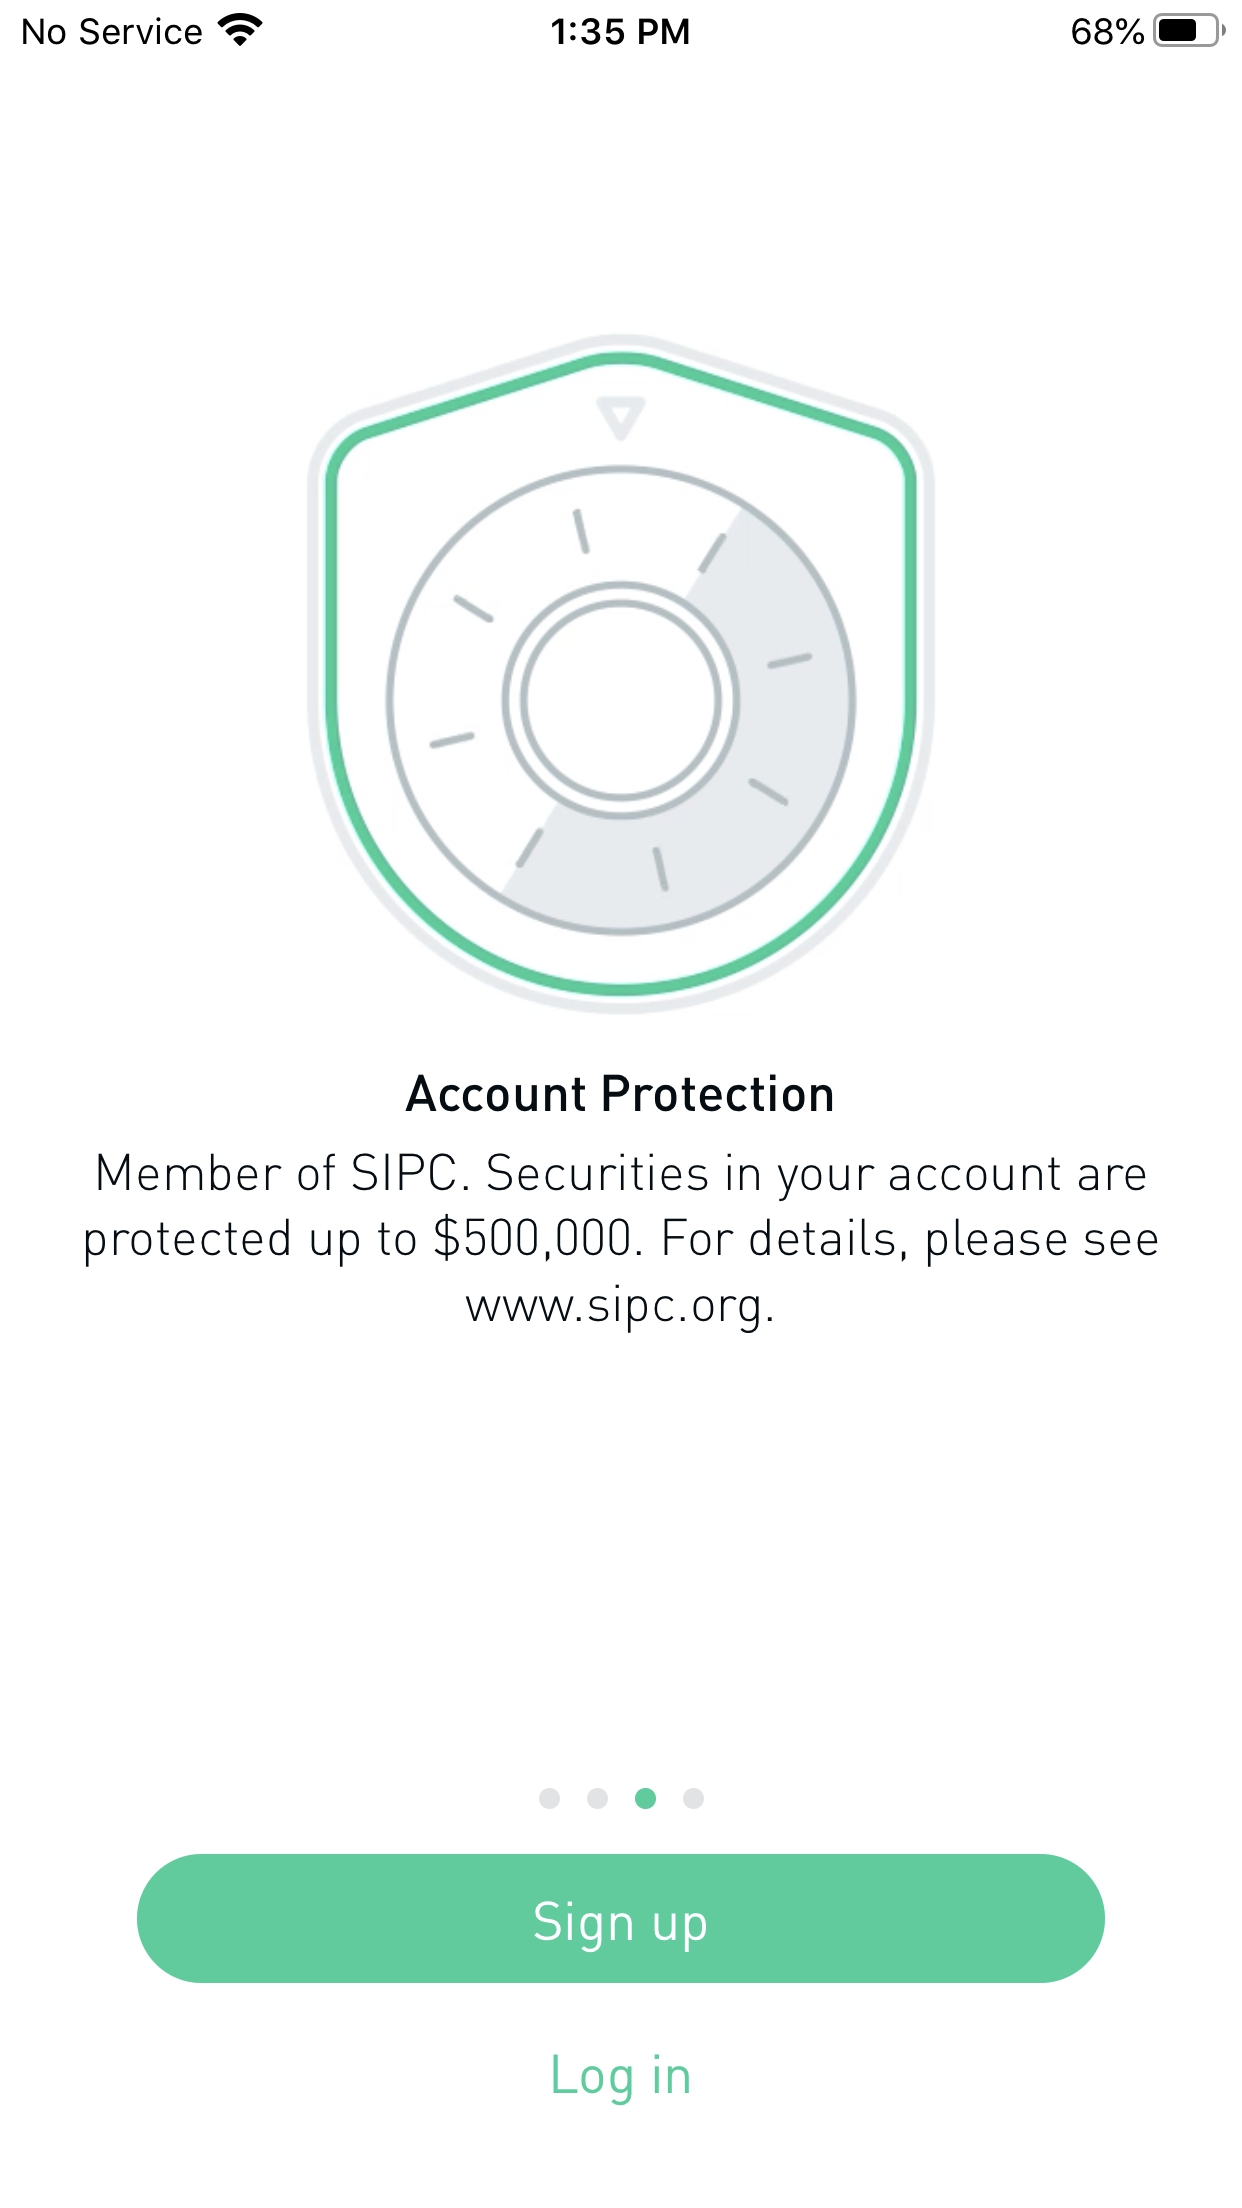 No Service
1:35 PM
68%
Account Protection
Member of SIPC. Securities in your account are
protected up to $500,000. For details, please see
www.sipc.org.
Sign up
Log in